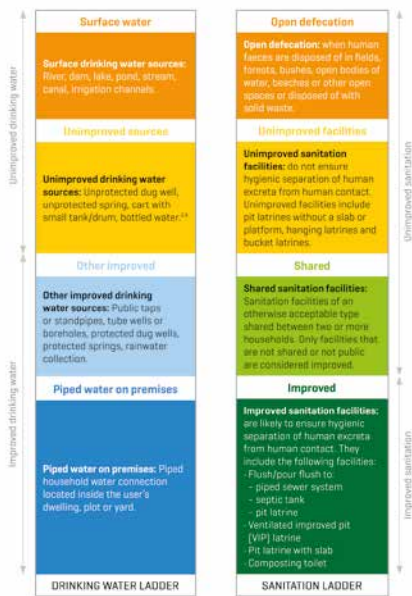 Surface water
Surface drinking water sources:
River, dam, lake, pond, stream,
canal, irrigation channels.
Unimproved sources
Unimproved drinking water
sources: Unprotected dug well,
unprotected spring, cart with
small tank/drum, bottled water.
Other improved
Other improved drinking
water sources: Public taps
or standpipes, tube wells or
boreholes, protected dug wells,
protected springs, rainwater
collection.
Piped water on premises
Piped water on premises: Piped
household water connection
located inside the user's
dwelling, plot or yard.
DRINKING WATER LADDER
Unimproved drinking water
Improved drinking water
Open defecation
Open defecation: when human
faeces are disposed of in fields,
forests, bushes, open bodies of
water, beaches or other open
spaces or disposed of with
solid waste.
Unimproved facilities
Unimproved sanitation
facilities: do not ensure
hygienic separation of human
excreta from human contact.
Unimproved facilities include
pit latrines without a slab or
platform, hanging latrines and
bucket latrines.
Shared
Shared sanitation facilities:
Sanitation facilities of an
otherwise acceptable type
shared between two or more
households. Only facilities
that are not shared or not public
are considered improved.
Improved
Improved sanitation facilities:
are likely to ensure hygienic
separation of human excreta
from human contact. They
include the following facilities:
- Flush/pour flush to:
– piped sewer system
– septic tank
– pit latrine
- Ventilated improved pit
(VIP) latrine
- Pit latrine with slab
- Composting toilet
SANITATION LADDER
Unimproved sanitation
Improved sanitation